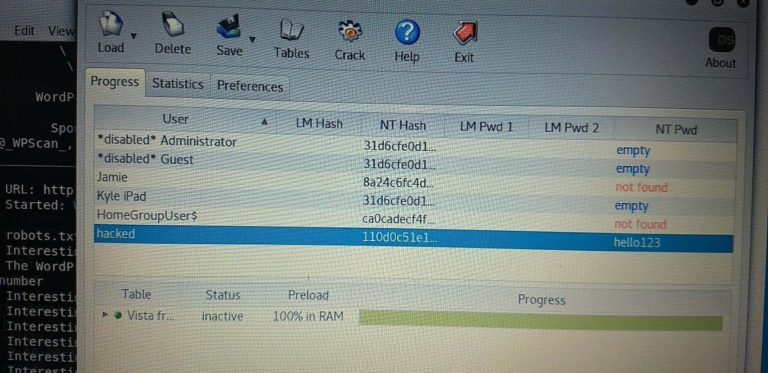 Edit View
Load Delete Save Tables Crack Help Exit OS About
Progress Statistics Preferences
User LM Hash NT Hash LM Pwd 1 LM Pwd 2 NT Pwd
*disabled* Administrator 31d6cfe0d1... empty
*disabled* Guest 31d6cfe0d1... empty
Jamie 8a24c6fc4d... not found
Kyle iPad 31d6cfe0d1... empty
HomeGroupUser$ ca0cadecf4f... not found
hacked 110d0c51e1... hello123
Table Status Preload Progress
Vista fr... inactive 100% in RAM
\
\
WordP
Spo
@_WPScan_,
URL: http
Started:
robots.tx
Interesti
The WordP
number
Interesti
Interesti
Interesti
Interesti
Interesti
Interesti